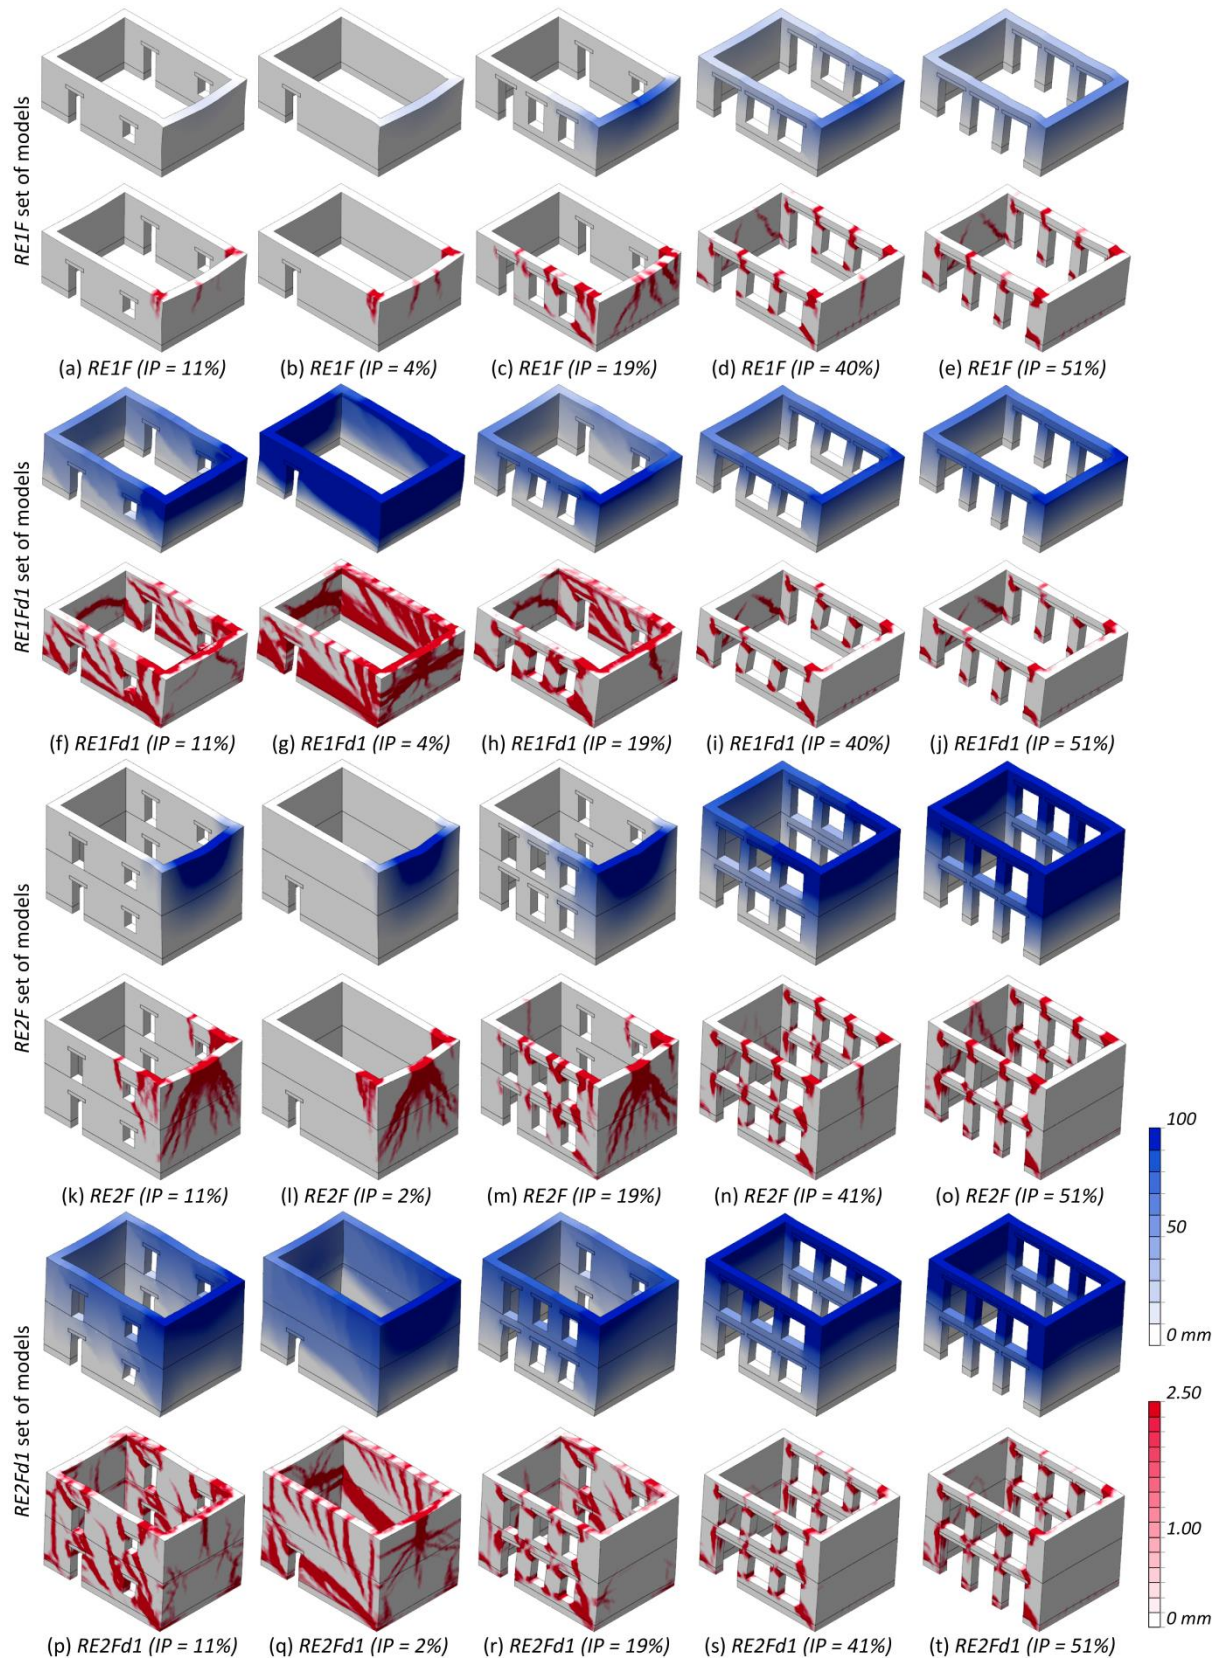 RE1F set of models
(a) RE1F (IP = 11%)
(b) RE1F (IP = 4%)
(c) RE1F (IP = 19%)
(d) RE1F (IP = 40%)
(e) RE1F (IP = 51%)
RE1Fd1 set of models
(f) RE1Fd1 (IP = 11%)
(g) RE1Fd1 (IP = 4%)
(h) RE1Fd1 (IP = 19%)
(i) RE1Fd1 (IP = 40%)
(j) RE1Fd1 (IP = 51%)
RE2F set of models
(k) RE2F (IP = 11%)
(l) RE2F (IP = 2%)
(m) RE2F (IP = 19%)
(n) RE2F (IP = 41%)
(o) RE2F (IP = 51%)
RE2Fd1 set of models
(p) RE2Fd1 (IP = 11%)
(q) RE2Fd1 (IP = 2%)
(r) RE2Fd1 (IP = 19%)
(s) RE2Fd1 (IP = 41%)
(t) RE2Fd1 (IP = 51%)
100
50
0 mm
2.50
1.00
0 mm